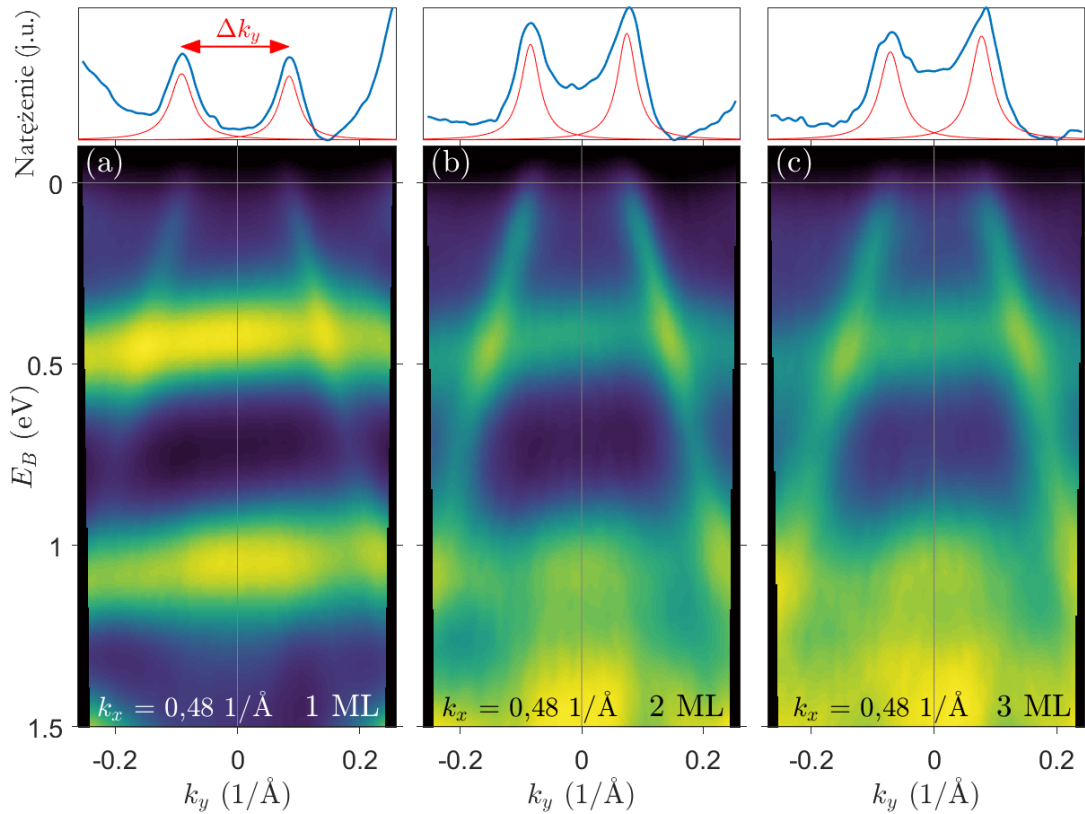 Natężenie (j.u.)
Δk_y
(a)
(b)
(c)
0
0.5
1
1.5
E_B (eV)
k_x = 0,48 1/Å 1 ML
k_x = 0,48 1/Å 2 ML
k_x = 0,48 1/Å 3 ML
-0.2 0 0.2
-0.2 0 0.2
-0.2 0 0.2
k_y (1/Å)
k_y (1/Å)
k_y (1/Å)